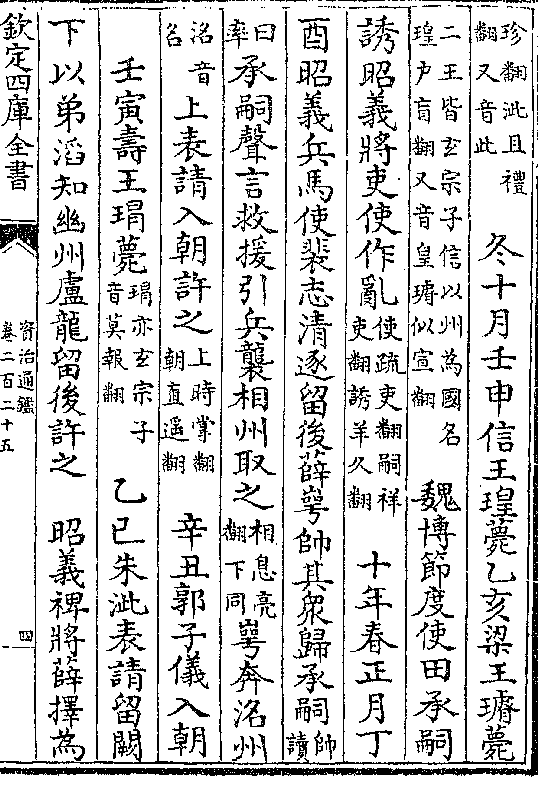 珍翻泚且禮翻又音此　冬十月壬申信王瑝薨乙亥梁王璿薨
二王皆玄宗子信以州為國名瑝户盲翻又音皇璿似宣翻　魏博節度使田承嗣
誘昭義將吏使作亂使疏吏翻嗣祥吏翻誘羊久翻　十年春正月丁
酉昭義兵馬使裴志清逐留後薛㟧帥其衆歸承嗣帥讀
曰率承嗣聲言救援引兵襲相州取之相息亮翻下同㟧奔洺州
洺音名上表請入朝許之上時掌翻朝直遥翻　辛丑郭子儀入朝
壬寅壽王瑁薨瑁亦玄宗子音莫報翻　乙巳朱泚表請留闕
下以弟滔知幽州盧龍留後許之　昭義裨將薛擇為
欽定四庫全書　資治通鑑卷二百二十五　四